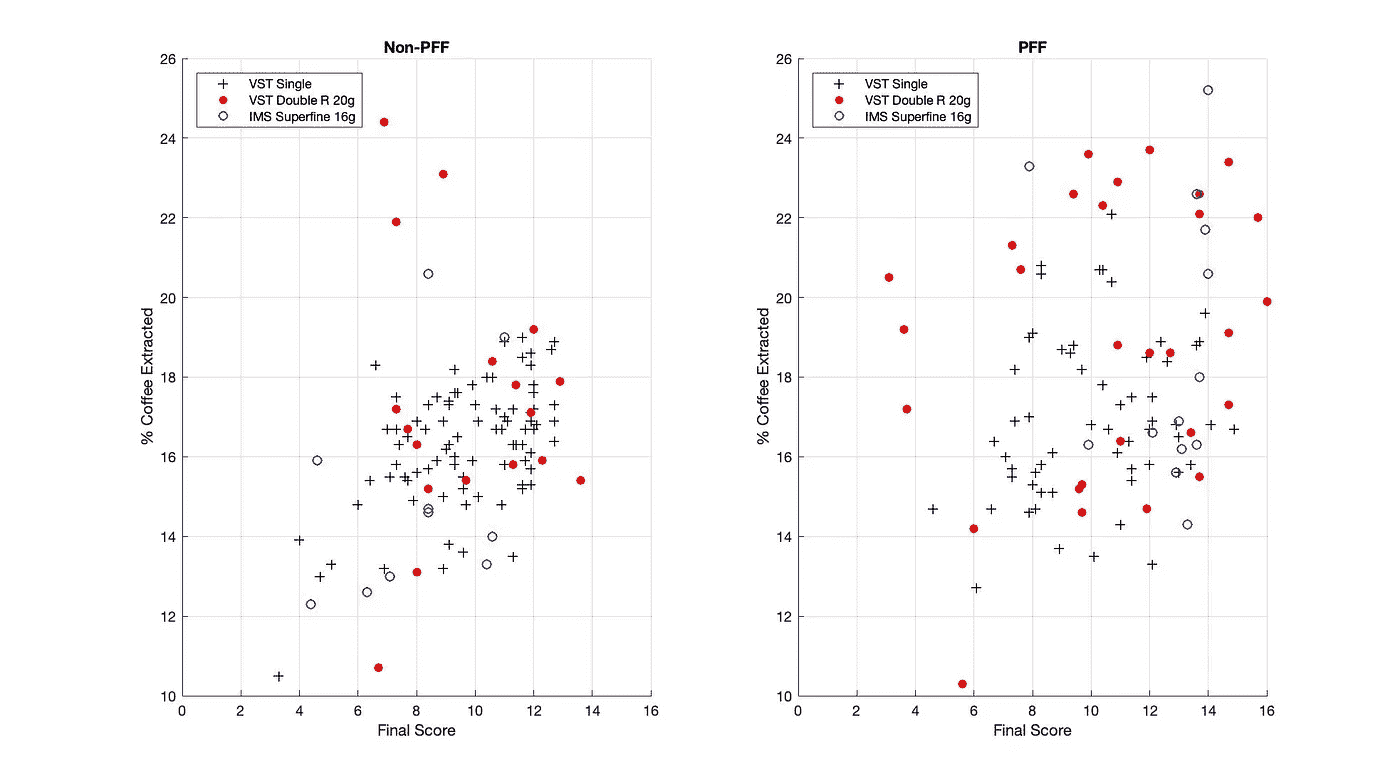 Non-PFF
26
24
22
20
18
16
14
12
10
% Coffee Extracted
VST Single
VST Double R 20g
IMS Superfine 16g
0 2 4 6 8 10 12 14 16
Final Score
PFF
26
24
22
20
18
16
14
12
10
% Coffee Extracted
VST Single
VST Double R 20g
IMS Superfine 16g
0 2 4 6 8 10 12 14 16
Final Score